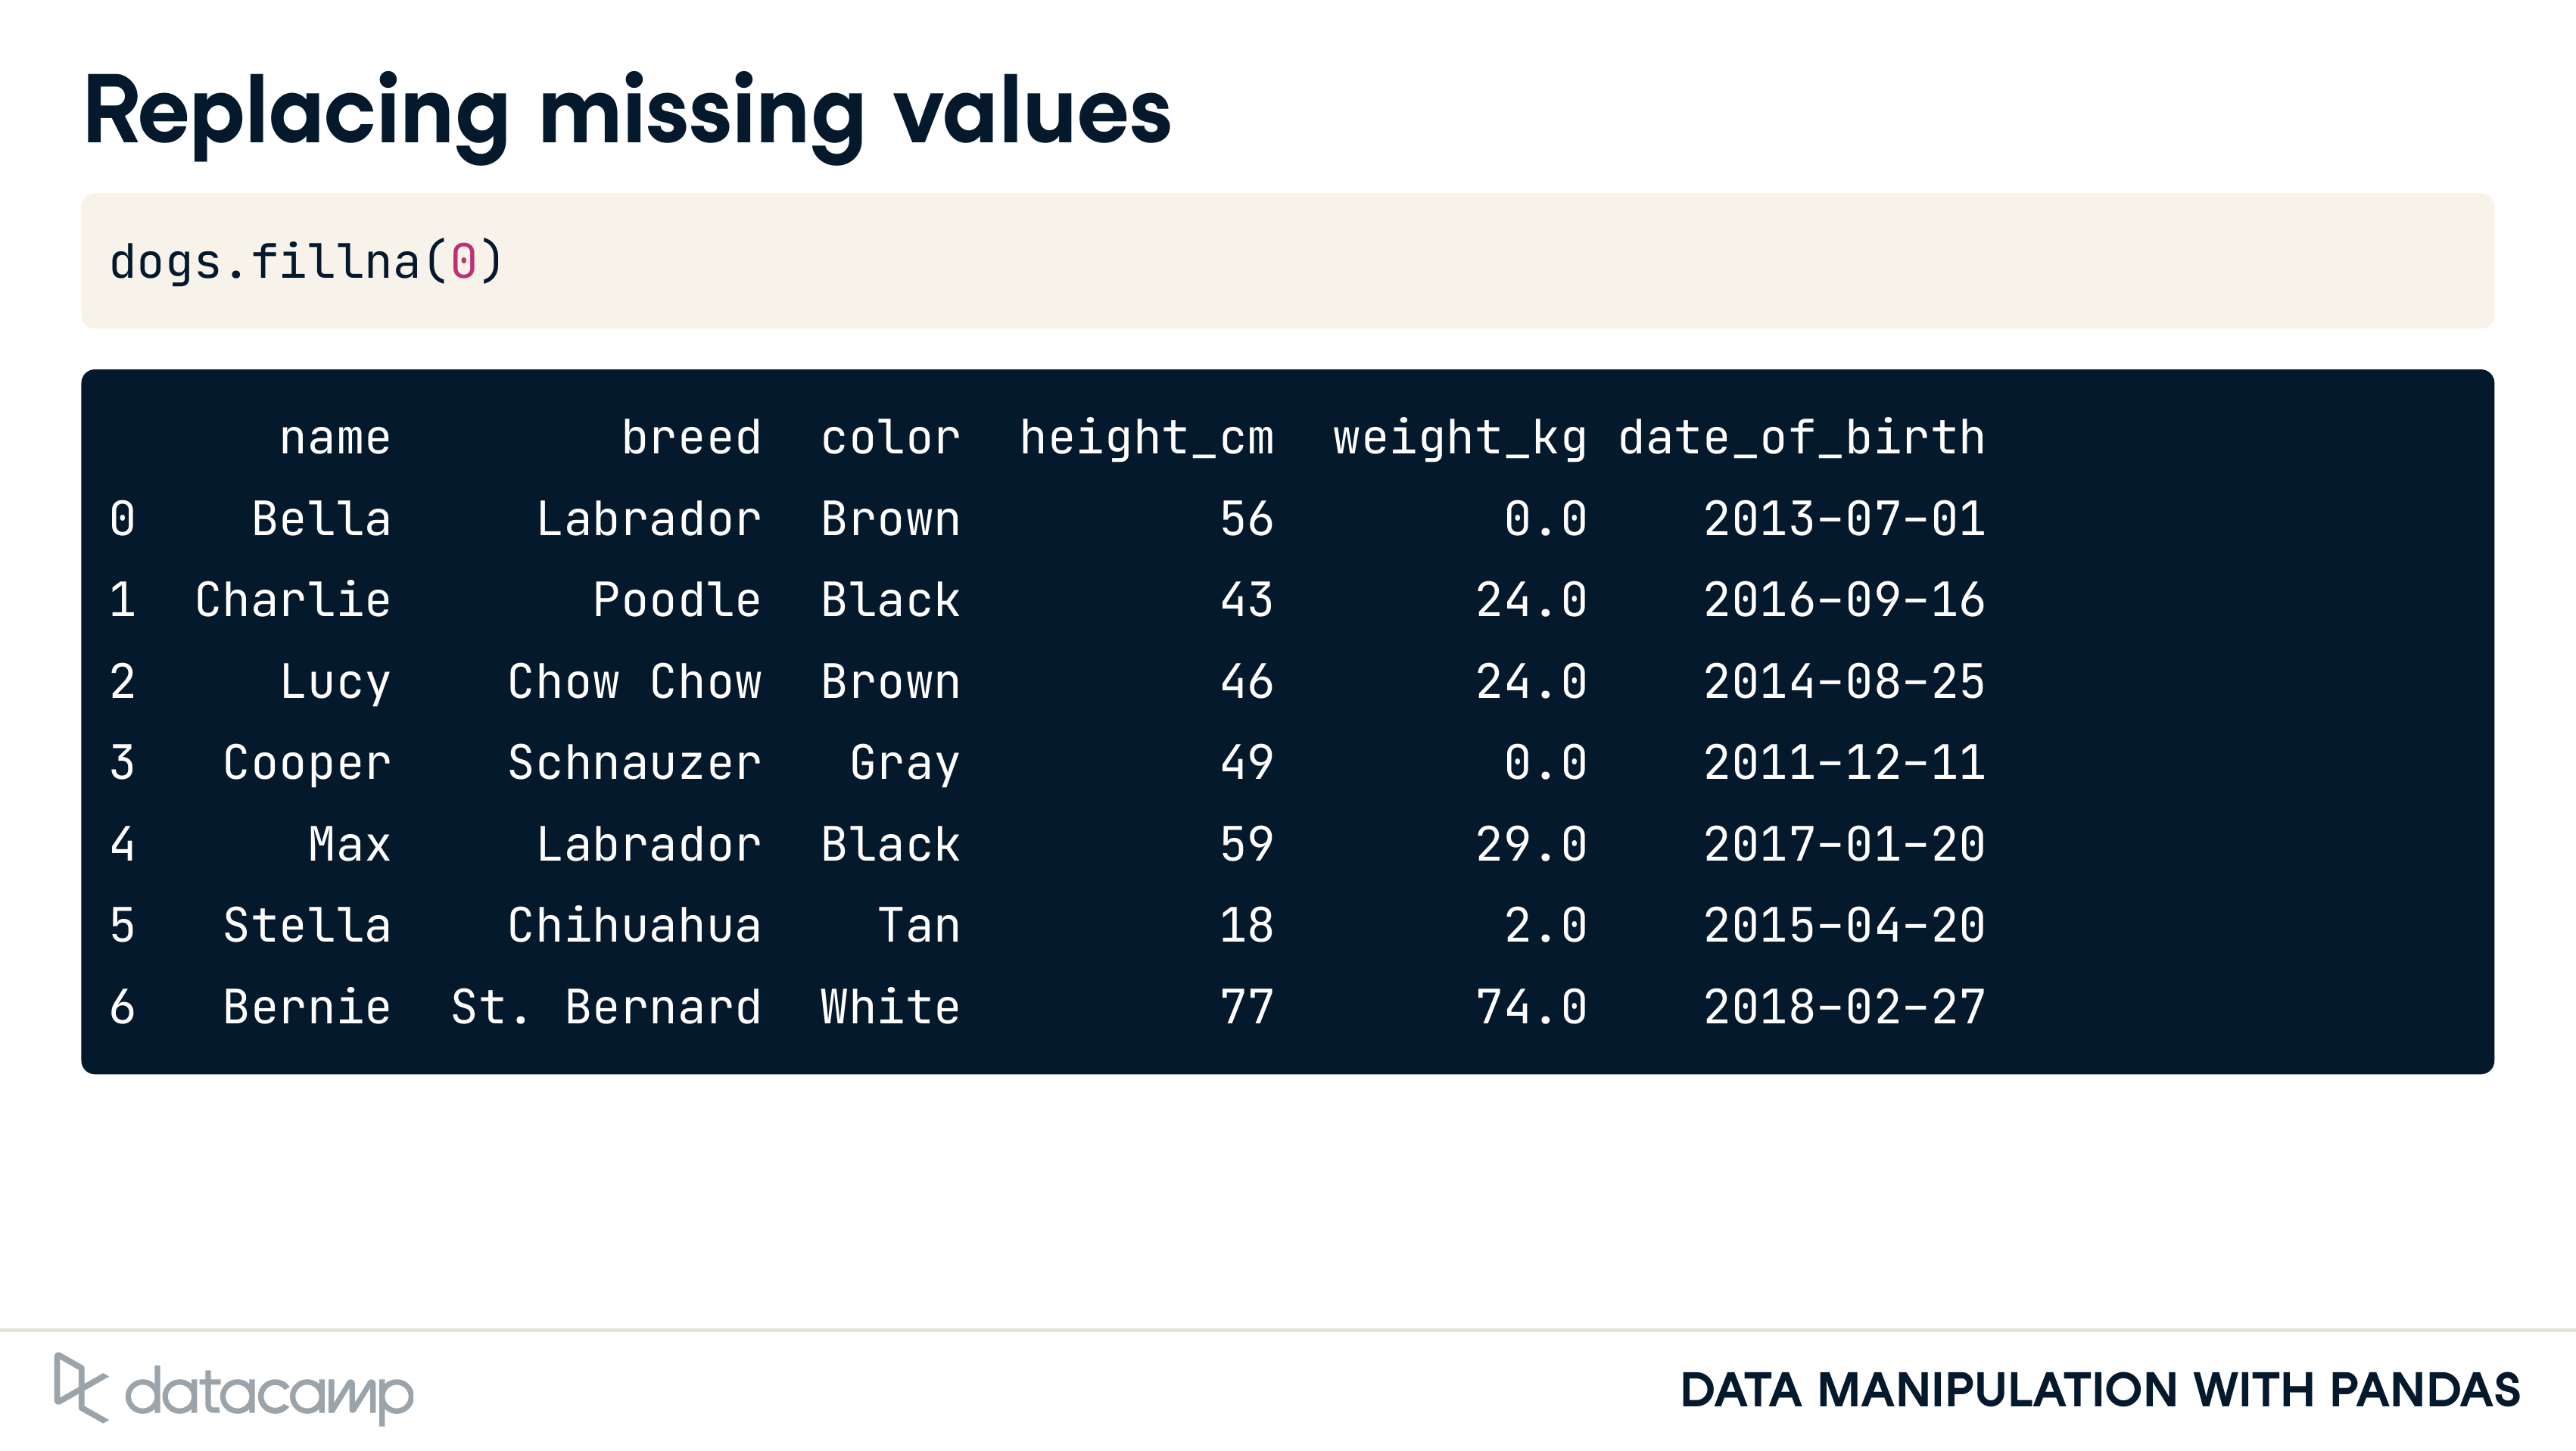 Replacing missing values
dogs.fillna(0)
name breed color height_cm weight_kg date_of_birth
0 Bella Labrador Brown 56 0.0 2013-07-01
1 Charlie Poodle Black 43 24.0 2016-09-16
2 Lucy Chow Chow Brown 46 24.0 2014-08-25
3 Cooper Schnauzer Gray 49 0.0 2011-12-11
4 Max Labrador Black 59 29.0 2017-01-20
5 Stella Chihuahua Tan 18 2.0 2015-04-20
6 Bernie St. Bernard White 77 74.0 2018-02-27
datacamp
DATA MANIPULATION WITH PANDAS